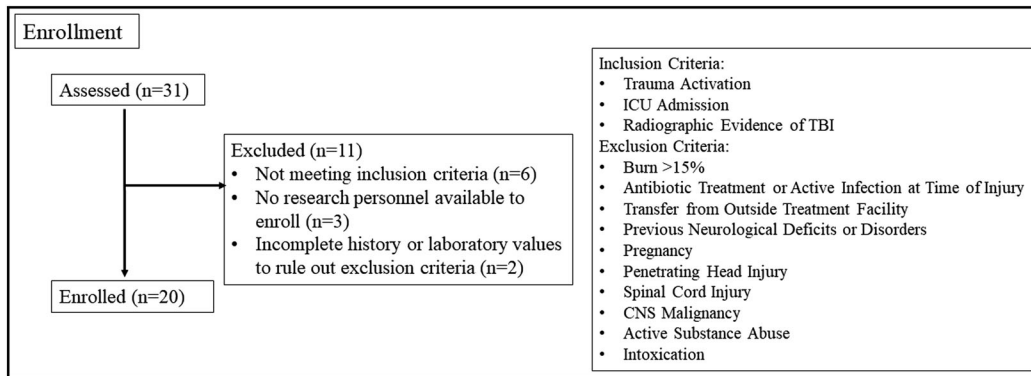 Enrollment
Assessed (n=31)
Excluded (n=11)
• Not meeting inclusion criteria (n=6)
• No research personnel available to
enroll (n=3)
• Incomplete history or laboratory values
to rule out exclusion criteria (n=2)
Enrolled (n=20)
Inclusion Criteria:
• Trauma Activation
• ICU Admission
• Radiographic Evidence of TBI
Exclusion Criteria:
• Burn >15%
• Antibiotic Treatment or Active Infection at Time of Injury
• Transfer from Outside Treatment Facility
• Previous Neurological Deficits or Disorders
• Pregnancy
• Penetrating Head Injury
• Spinal Cord Injury
• CNS Malignancy
• Active Substance Abuse
• Intoxication